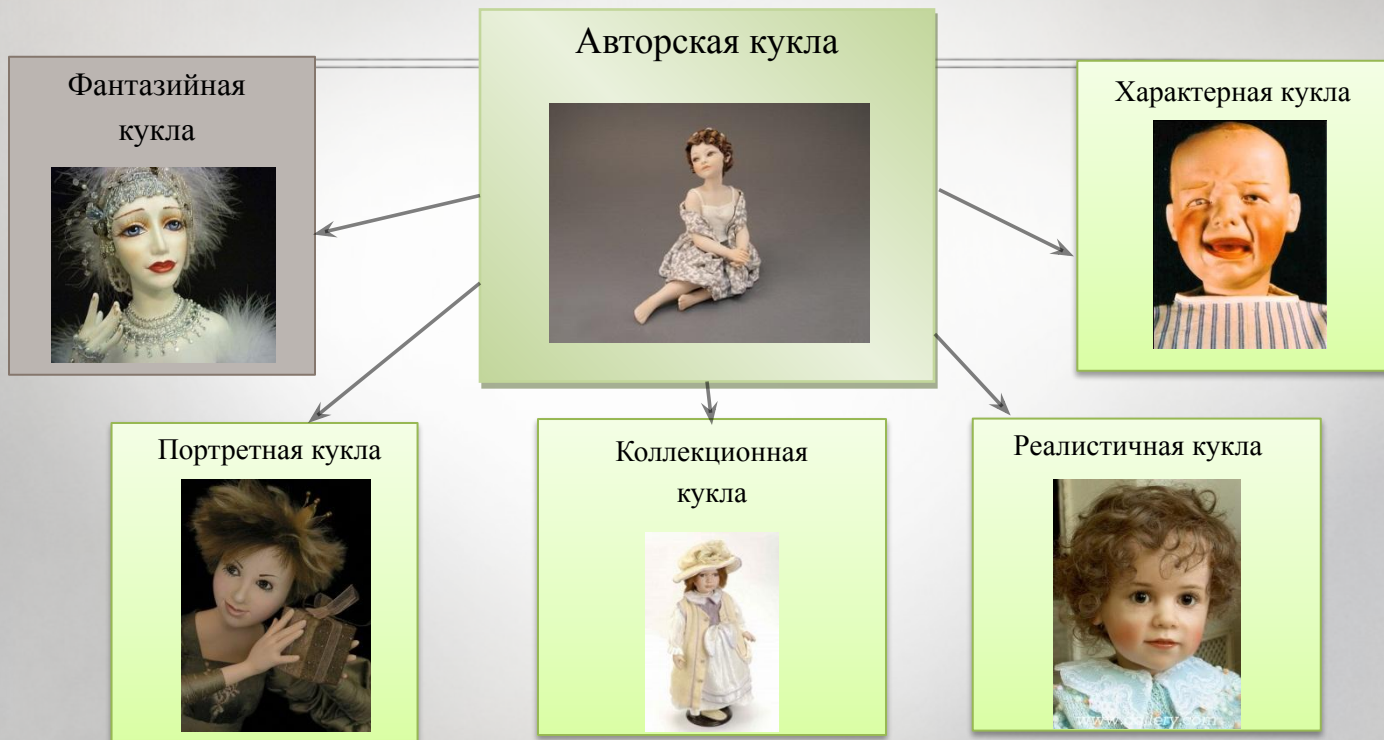 Авторская кукла
Фантазийная
кукла
Характерная кукла
Портретная кукла
Коллекционная
кукла
Реалистичная кукла